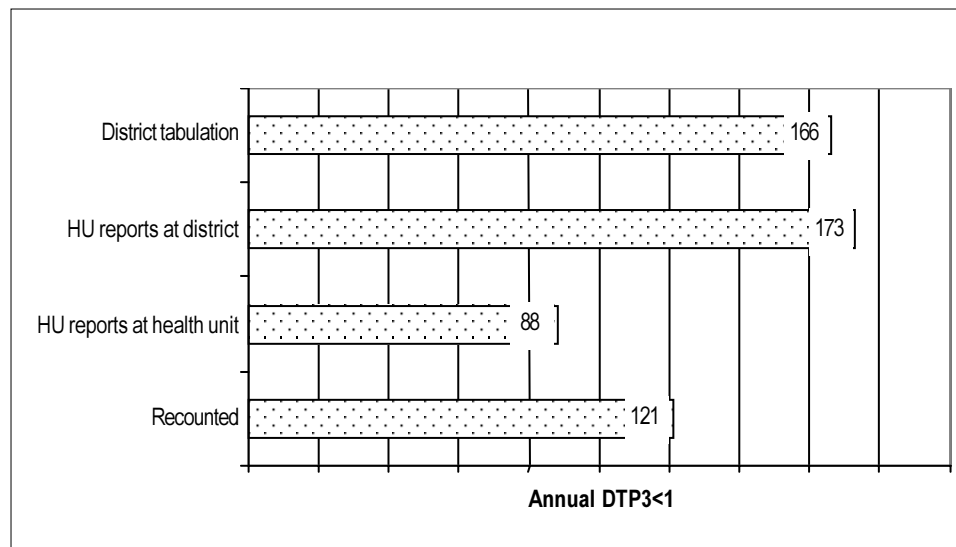 District tabulation
166
HU reports at district
173
HU reports at health unit
88
Recounted
121
Annual DTP3<1